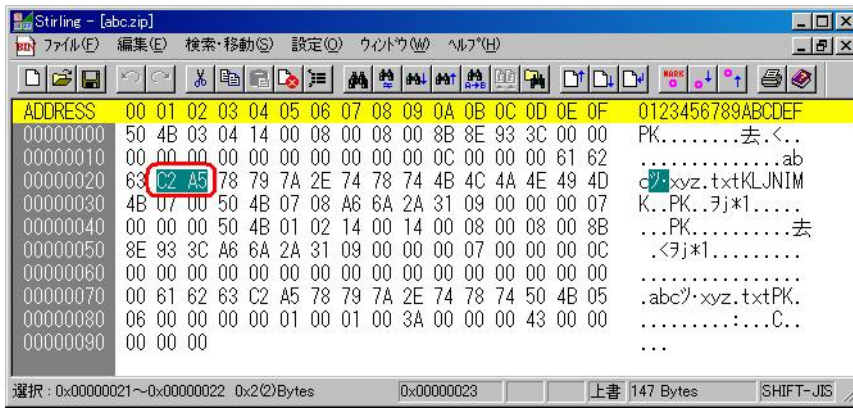 Stirling - [abc.zip]
ファイル(F) 編集(E) 検索・移動(S) 設定(O) ウィンドウ(W) ヘルプ(H)
MARK A→B
ADDRESS 00 01 02 03 04 05 06 07 08 09 0A 0B 0C 0D 0E 0F 0123456789ABCDEF
00000000 50 4B 03 04 14 00 08 00 08 00 8B 8E 93 3C 00 00 PK........去.<..
00000010 00 00 00 00 00 00 00 00 00 00 0C 00 00 00 61 62 ..............ab
00000020 63 C2 A5 78 79 7A 2E 74 78 74 4B 4C 4A 4E 49 4D cツ・xyz.txtKLJNIM
00000030 4B 07 00 50 4B 07 08 A6 6A 2A 31 09 00 00 00 07 K..PK..ヲj*1.....
00000040 00 00 00 50 4B 01 02 14 00 14 00 08 00 08 00 8B ...PK..........去
00000050 8E 93 3C A6 6A 2A 31 09 00 00 00 07 00 00 00 0C .<ヲj*1.........
00000060 00 00 00 00 00 00 00 00 00 00 00 00 00 00 00 00 ................
00000070 00 61 62 63 C2 A5 78 79 7A 2E 74 78 74 50 4B 05 .abcツ・xyz.txtPK.
00000080 06 00 00 00 00 01 00 01 00 3A 00 00 00 43 00 00 .........:...C..
00000090 00 00 00 ...
選択:0x00000021~0x00000022 0x2(2)Bytes 0x00000023 上書 147 Bytes SHIFT-JIS